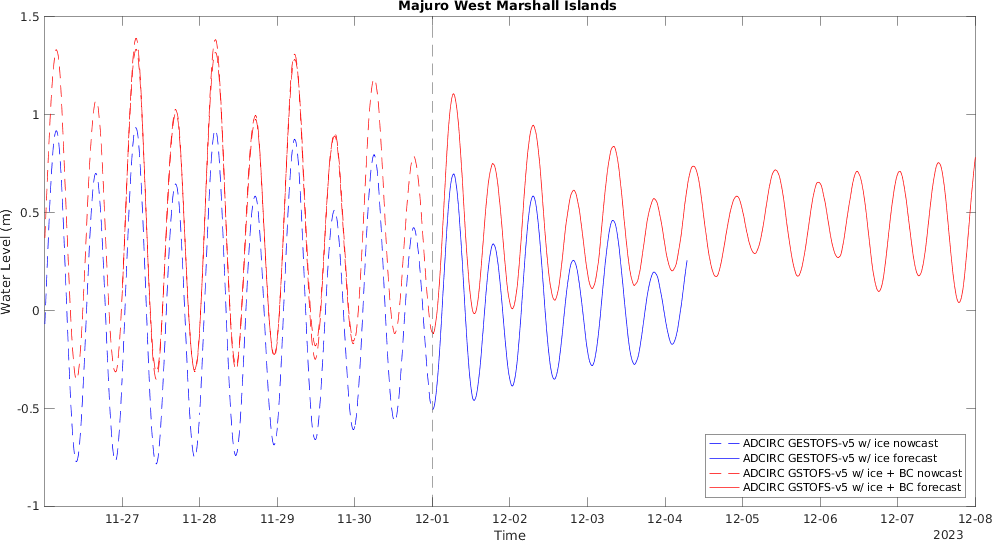 Majuro West Marshall Islands
1.5
1
0.5
0
-0.5
-1
Water Level (m)
11-27 11-28 11-29 11-30 12-01 12-02 12-03 12-04 12-05 12-06 12-07 12-08
Time
2023
ADCIRC GESTOFS-v5 w/ ice nowcast
ADCIRC GESTOFS-v5 w/ ice forecast
ADCIRC GSTOFS-v5 w/ ice + BC nowcast
ADCIRC GSTOFS-v5 w/ ice + BC forecast